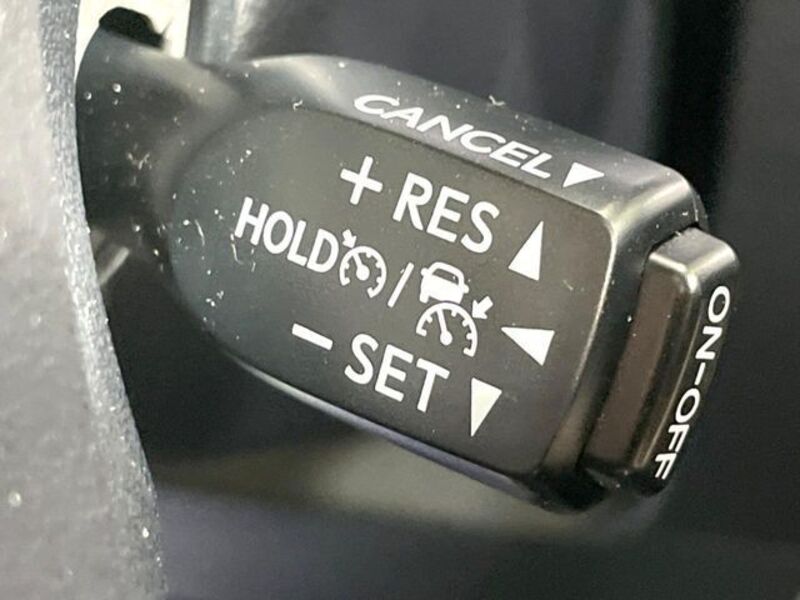 CANCEL
+ RES
HOLD /
- SET
ON-OFF